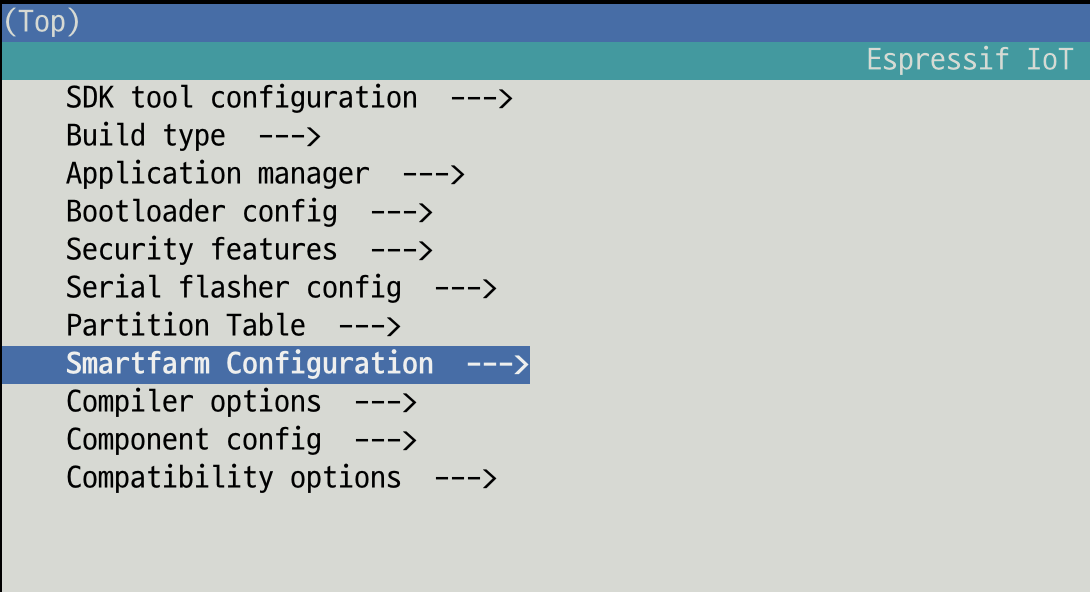 (Top)
Espressif IoT
SDK tool configuration  --->
Build type  --->
Application manager  --->
Bootloader config  --->
Security features  --->
Serial flasher config  --->
Partition Table  --->
Smartfarm Configuration  --->
Compiler options  --->
Component config  --->
Compatibility options  --->